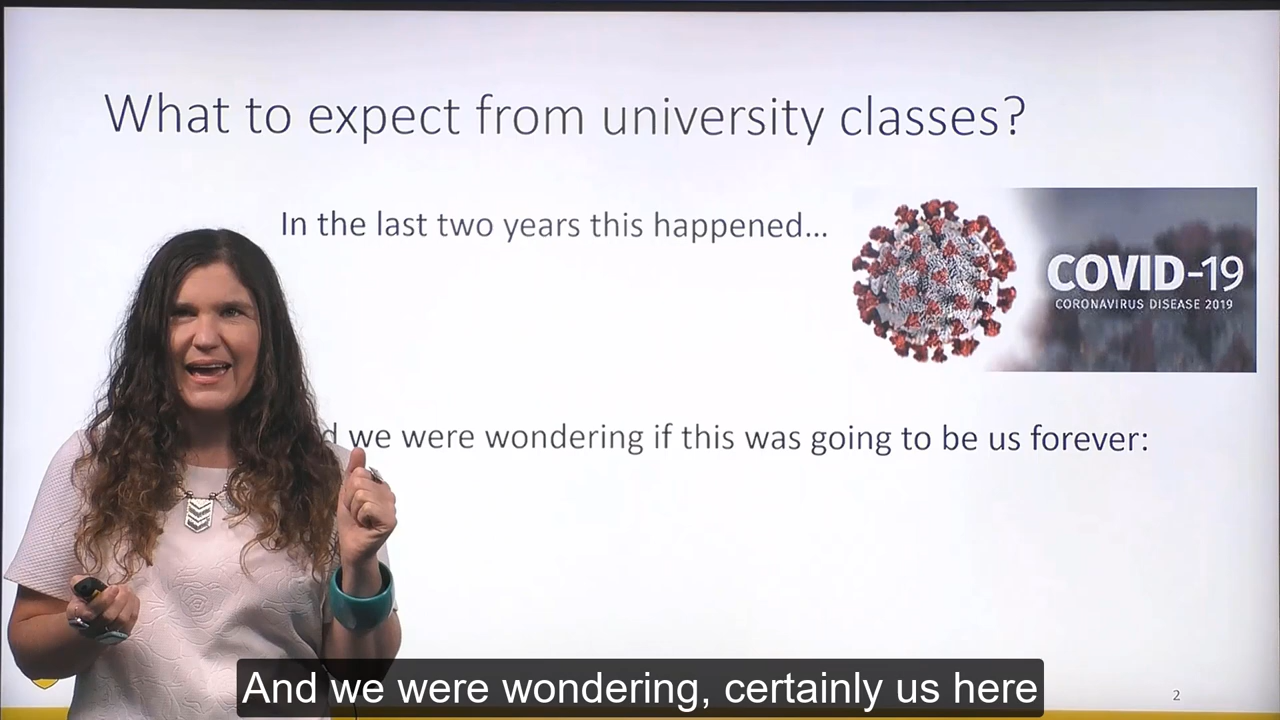 What to expect from university classes?
In the last two years this happened...
COVID-19
CORONAVIRUS DISEASE 2019
we were wondering if this was going to be us forever:
And we were wondering, certainly us here
2